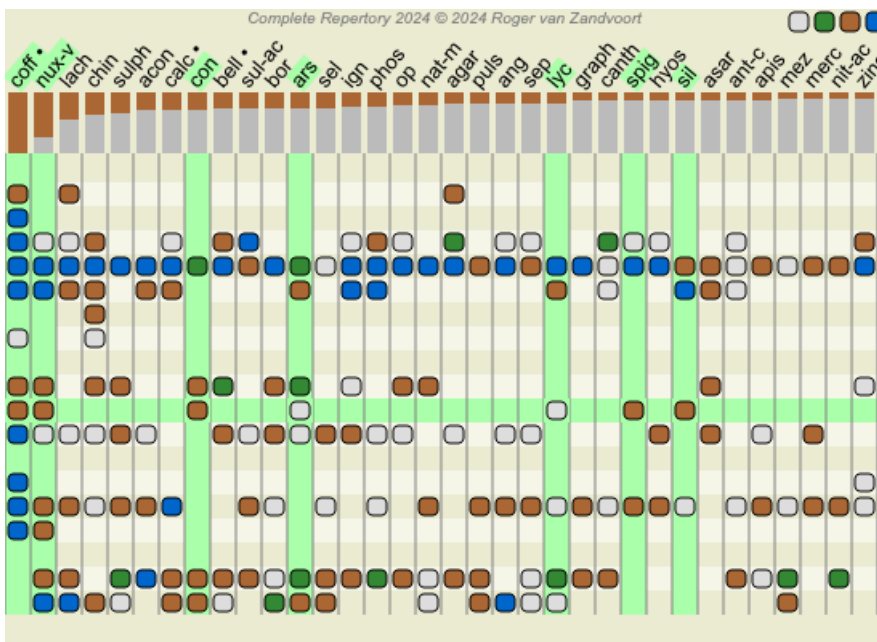 Complete Repertory 2024 © 2024 Roger van Zandvoort
coff •
nux-v
lach
chin
sulph
acon
calc •
con
bell •
sul-ac
bor
ars
sel
ign
phos
op
nat-m
agar
puls
ang
sep
lyc
graph
canth
spig
hyos
sil
asar
ant-c
apis
mez
merc
nit-ac
zinc